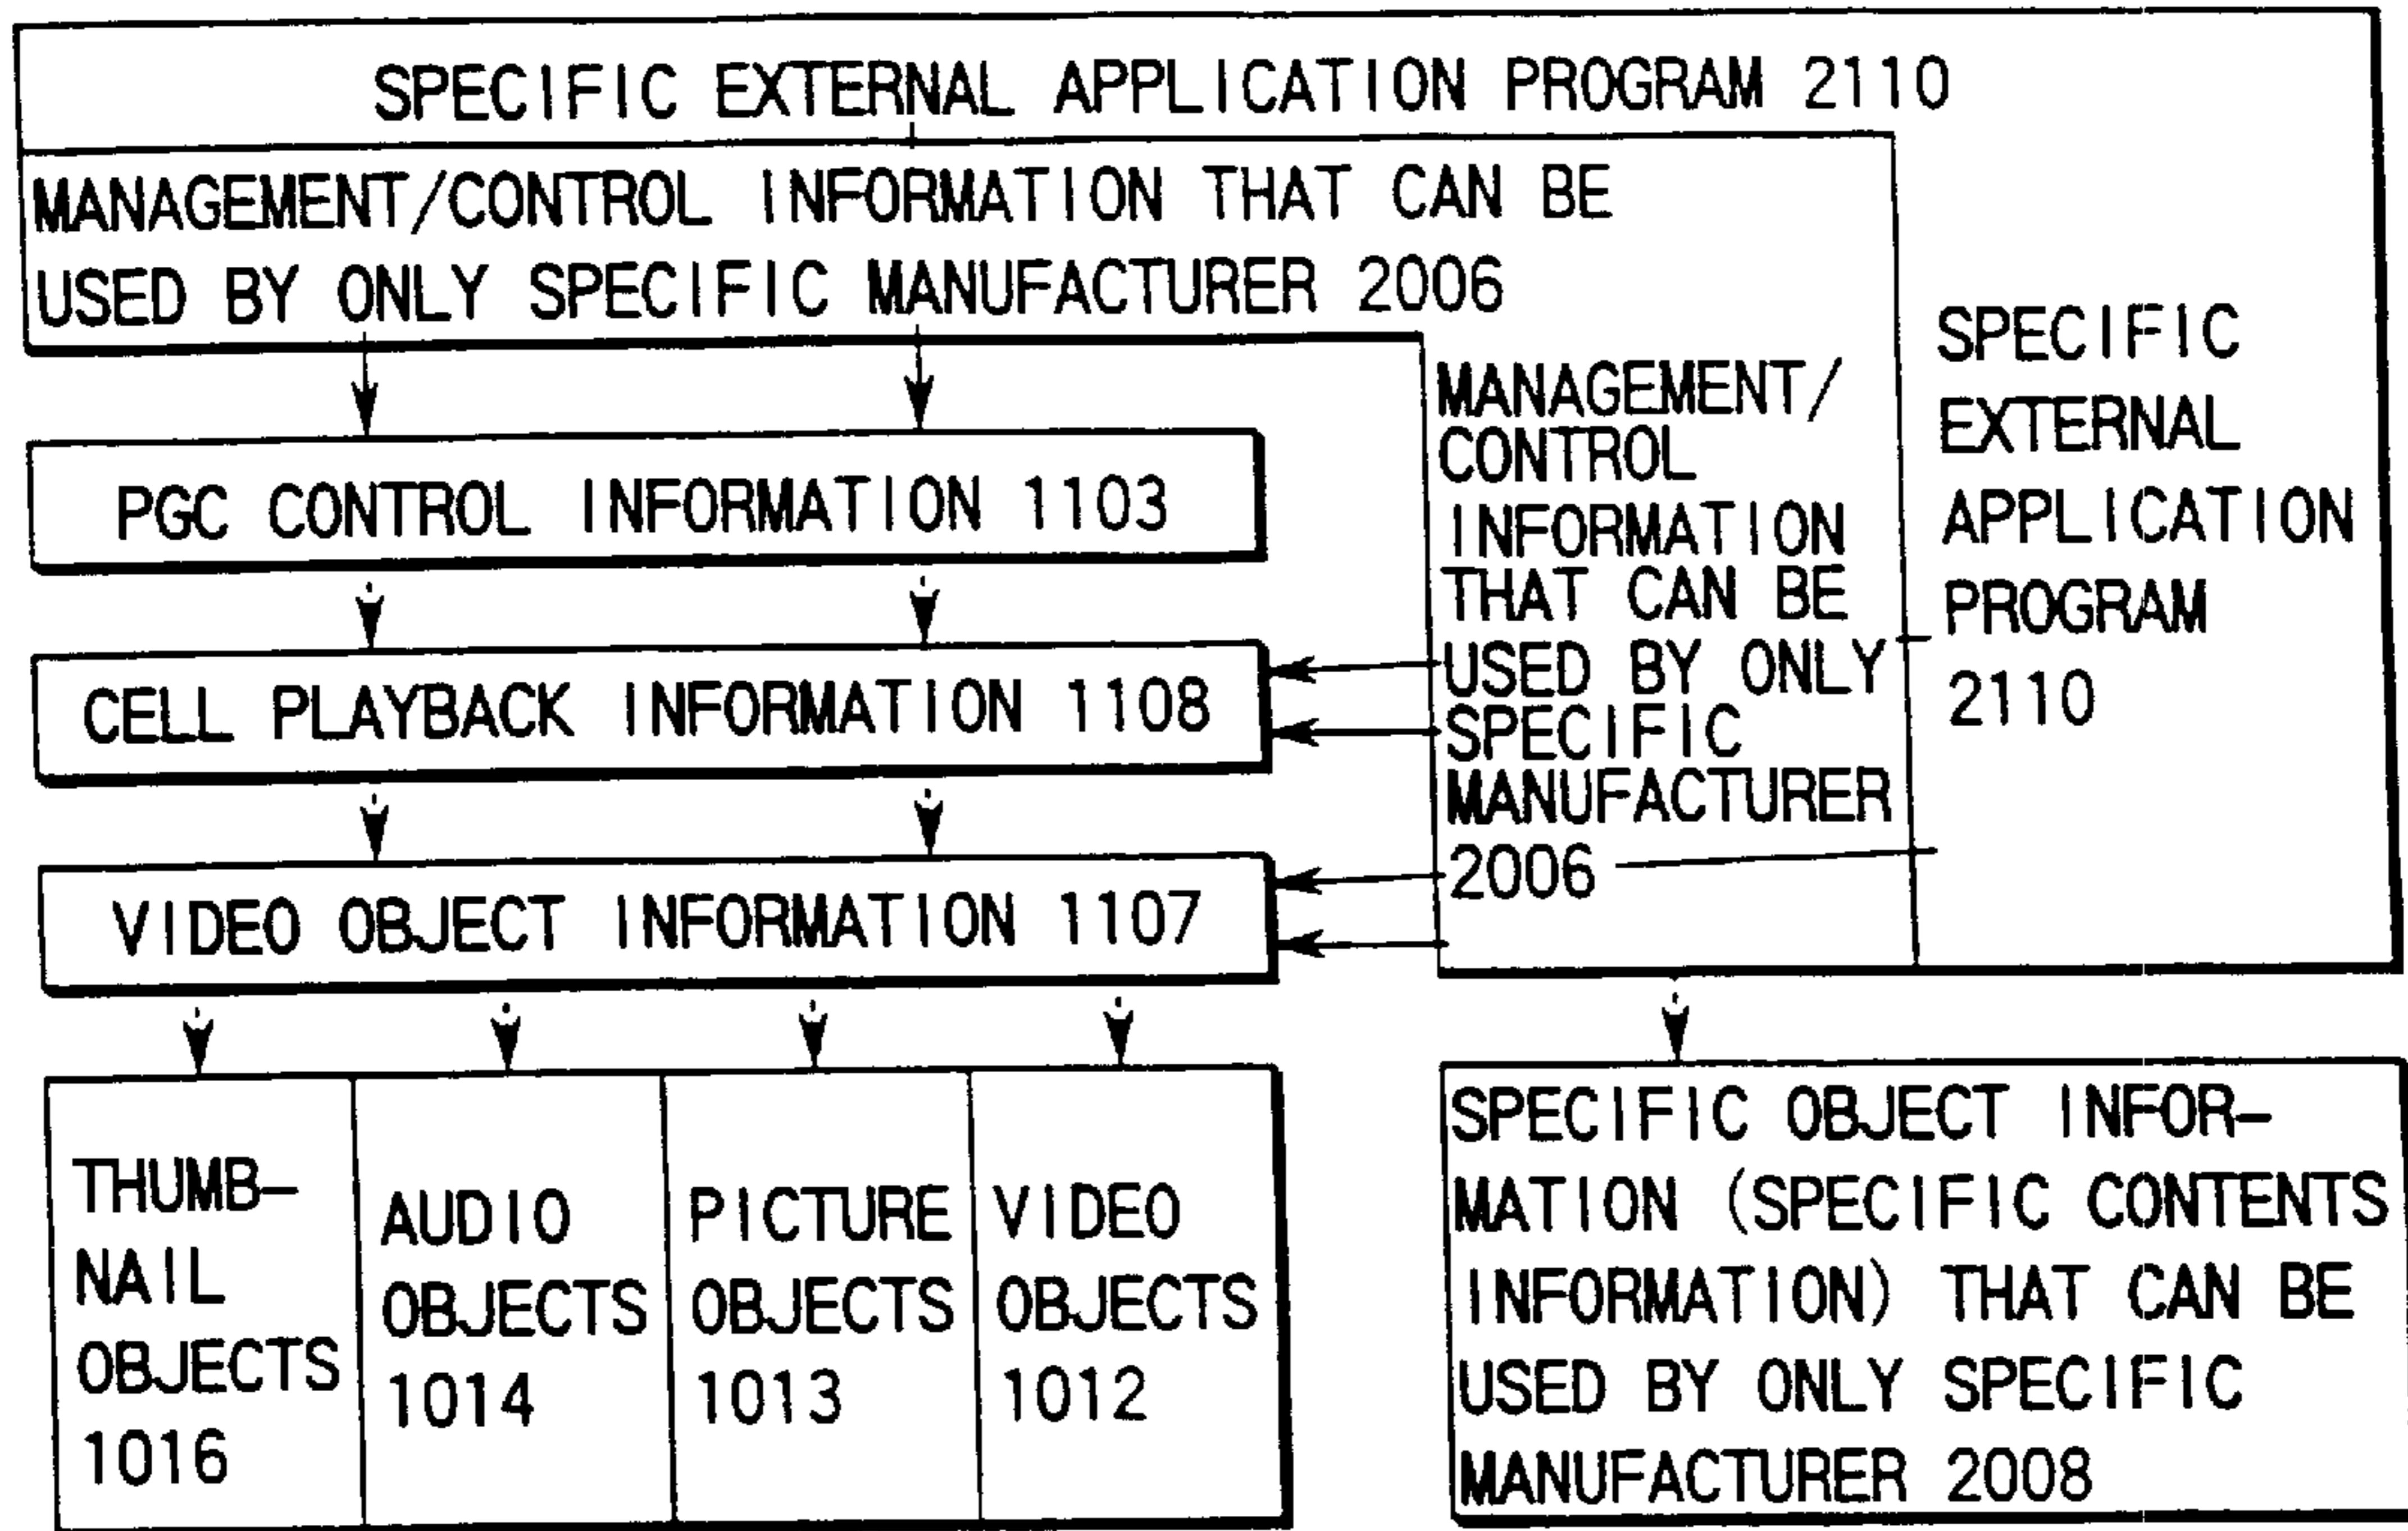 SPECIFIC EXTERNAL APPLICATION PROGRAM 2110
MANAGEMENT/CONTROL INFORMATION THAT CAN BE
USED BY ONLY SPECIFIC MANUFACTURER 2006
PGC CONTROL INFORMATION 1103
CELL PLAYBACK INFORMATION 1108
VIDEO OBJECT INFORMATION 1107
MANAGEMENT/
CONTROL
INFORMATION
THAT CAN BE
USED BY ONLY
SPECIFIC
MANUFACTURER
2006
SPECIFIC
EXTERNAL
APPLICATION
PROGRAM
2110
THUMB-
NAIL
OBJECTS
1016
AUDIO
OBJECTS
1014
PICTURE
OBJECTS
1013
VIDEO
OBJECTS
1012
SPECIFIC OBJECT INFOR-
MATION (SPECIFIC CONTENTS
INFORMATION) THAT CAN BE
USED BY ONLY SPECIFIC
MANUFACTURER 2008